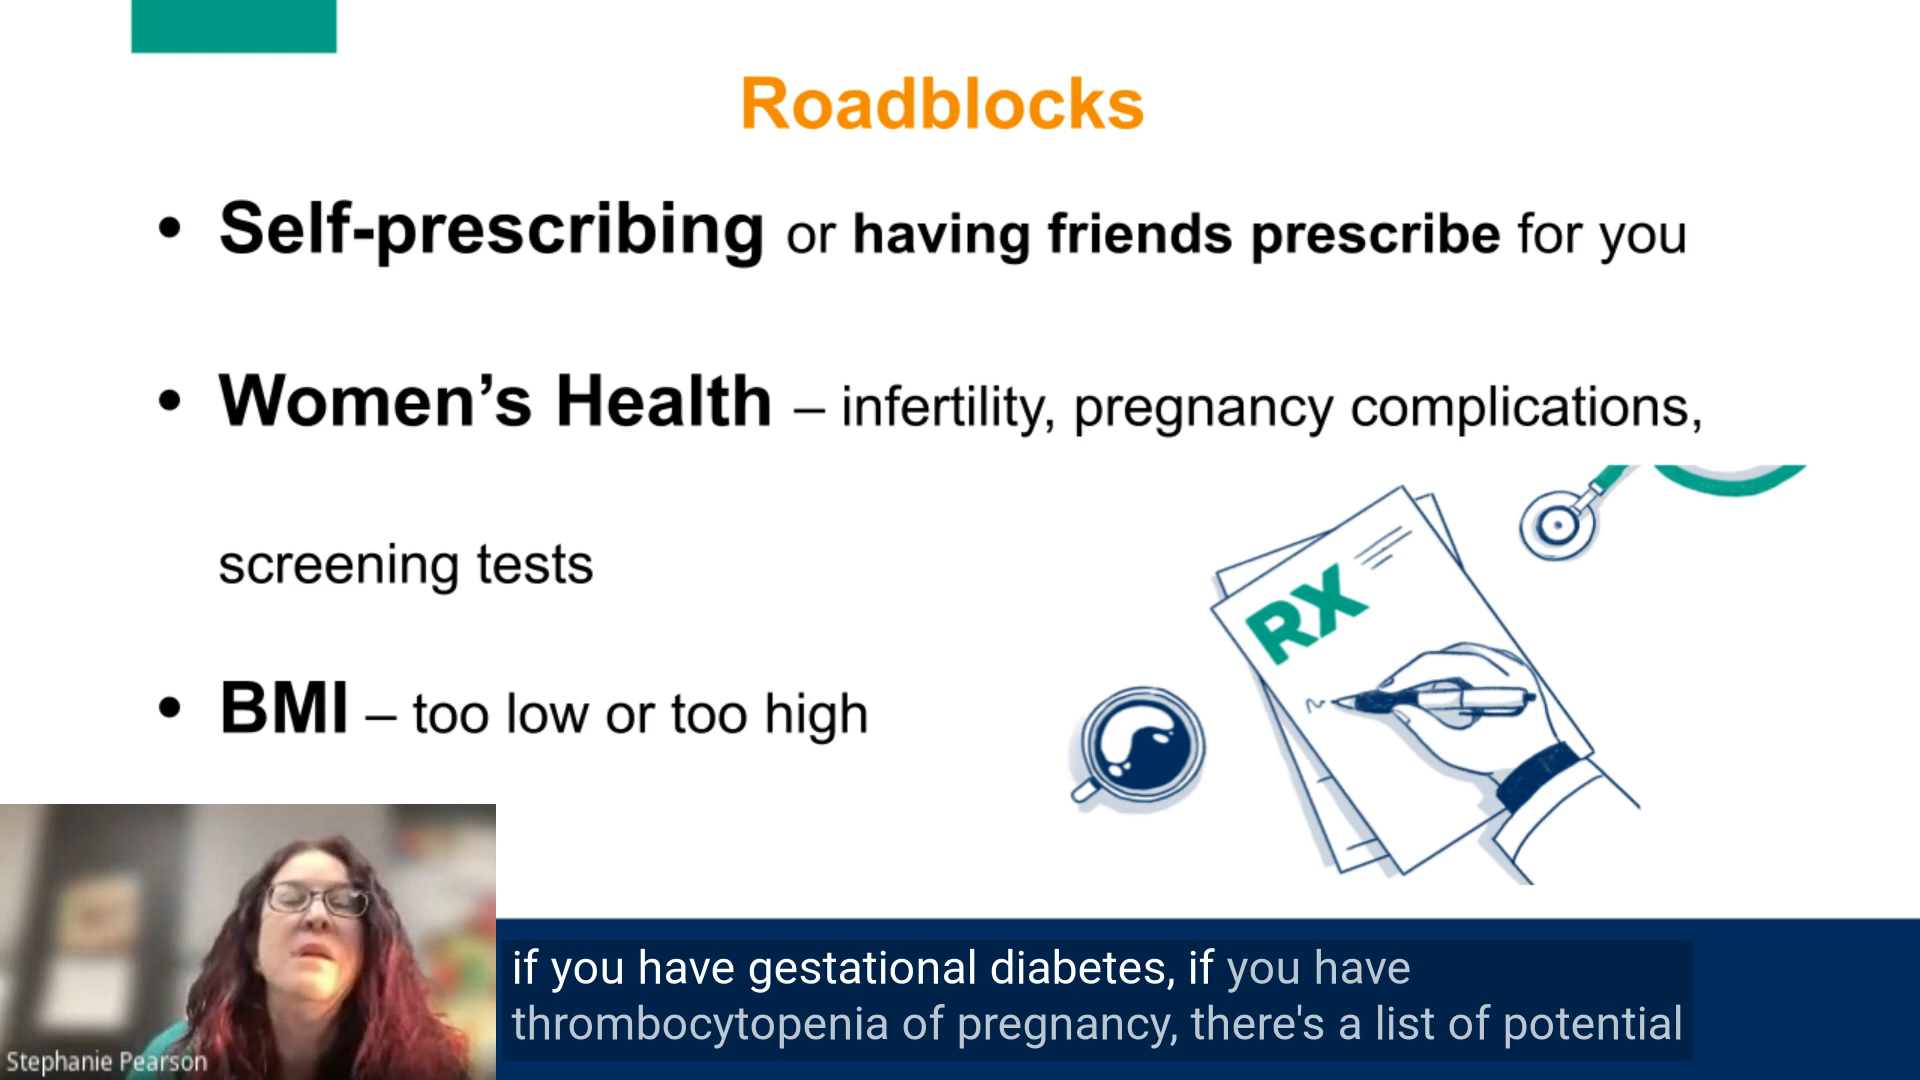 Roadblocks
• Self-prescribing or having friends prescribe for you
• Women’s Health – infertility, pregnancy complications,
screening tests
• BMI – too low or too high
RX
Stephanie Pearson
if you have gestational diabetes, if you have
thrombocytopenia of pregnancy, there's a list of potential